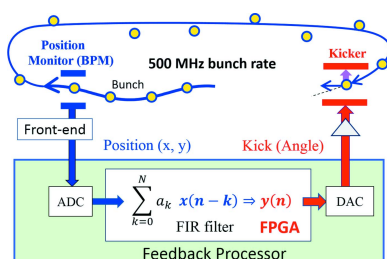 Position
Monitor (BPM)
500 MHz bunch rate
Kicker
Bunch
Front-end
Position (x, y)
Kick (Angle)
ADC
N
∑ aₖ x(n − k) ⇒ y(n)
k=0
FIR filter FPGA
DAC
Feedback Processor